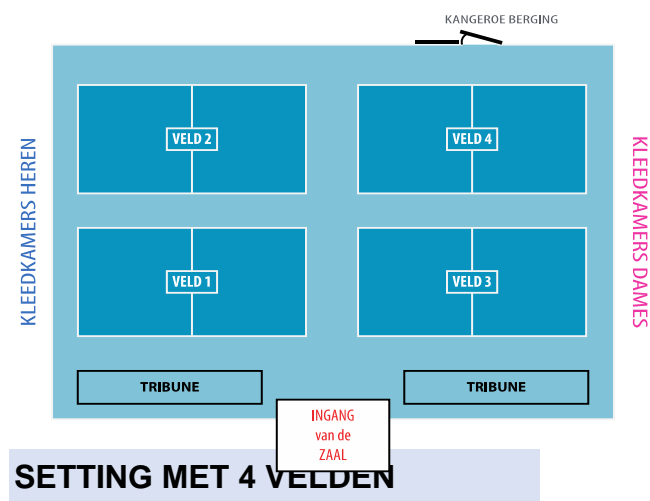 KANGEROE BERGING
VELD 2
VELD 4
KLEEDKAMERS HEREN
KLEEDKAMERS DAMES
VELD 1
VELD 3
TRIBUNE
TRIBUNE
INGANG
van de
ZAAL
SETTING MET 4 VELDEN